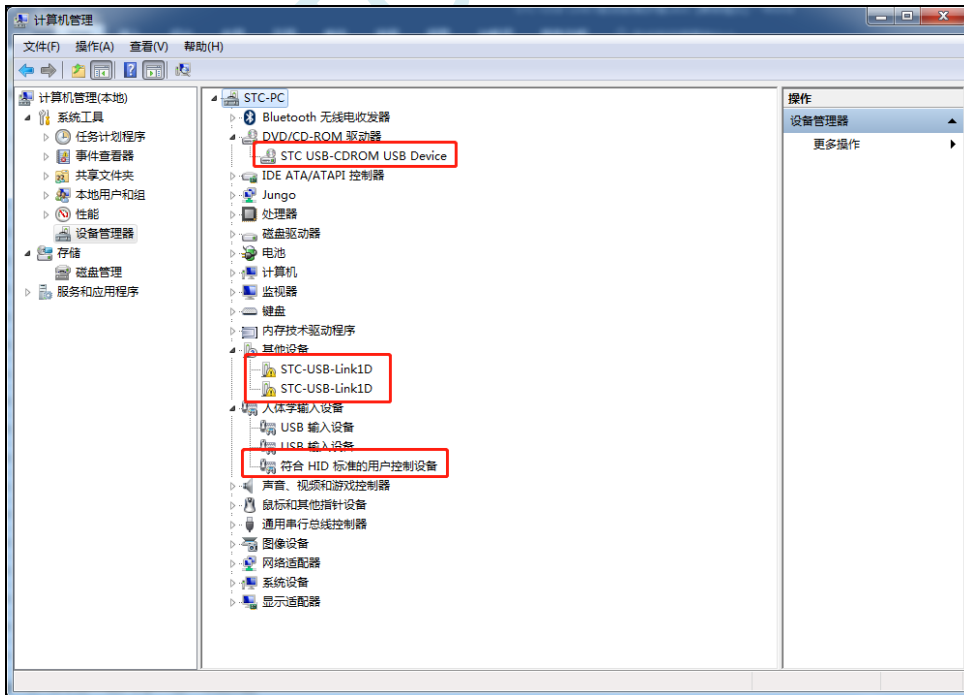 计算机管理
文件(F) 操作(A) 查看(V) 帮助(H)
计算机管理(本地)
系统工具
任务计划程序
事件查看器
共享文件夹
本地用户和组
性能
设备管理器
存储
磁盘管理
服务和应用程序
STC-PC
Bluetooth 无线电收发器
DVD/CD-ROM 驱动器
STC USB-CDROM USB Device
IDE ATA/ATAPI 控制器
Jungo
处理器
磁盘驱动器
电池
计算机
监视器
键盘
内存技术驱动程序
其他设备
STC-USB-Link1D
STC-USB-Link1D
人体学输入设备
USB 输入设备
USB 输入设备
符合 HID 标准的用户控制设备
声音、视频和游戏控制器
鼠标和其他指针设备
通用串行总线控制器
图像设备
网络适配器
系统设备
显示适配器
操作
设备管理器
更多操作